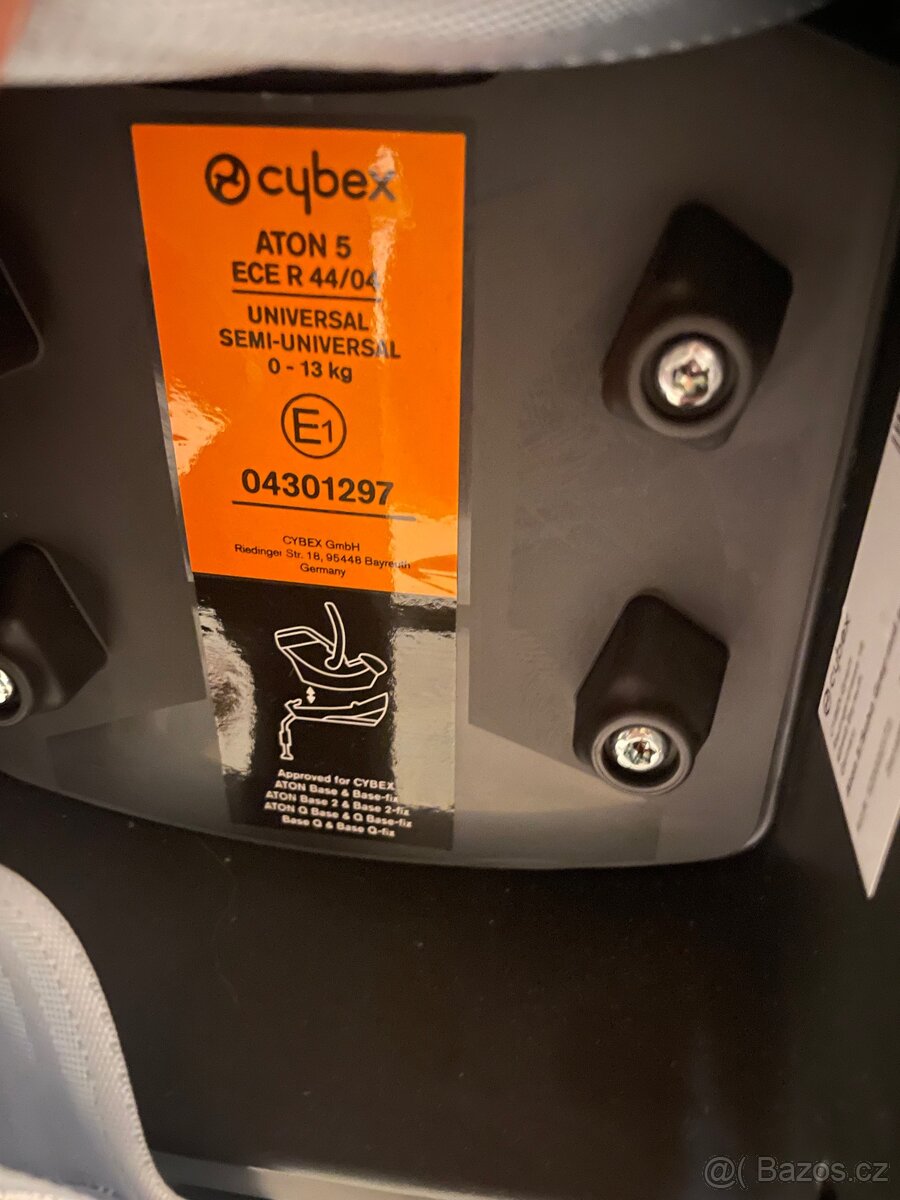 cybex
ATON 5
ECE R 44/04
UNIVERSAL
SEMI-UNIVERSAL
0 - 13 kg
E1
04301297
CYBEX GmbH
Riedinger Str. 18, 95448 Bayreuth
Germany
Approved for CYBEX
ATON Base & Base-fix
ATON Base 2 & Base 2-fix
ATON Q Base & Q Base-fix
Base Q & Base Q-fix
cybex
@( Bazos.cz